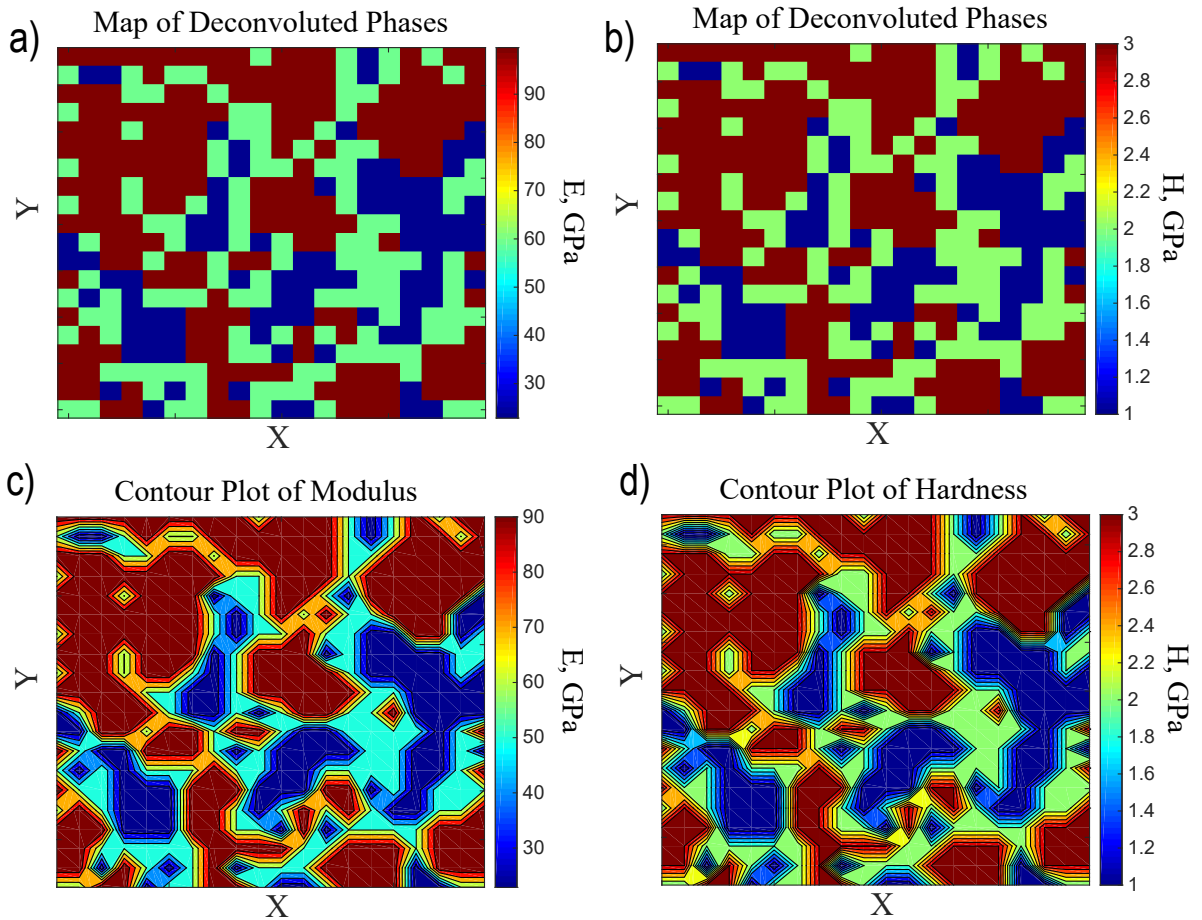 a)
Map of Deconvoluted Phases
90
80
70
60
50
40
30
E, GPa
Y
X
b)
Map of Deconvoluted Phases
3
2.8
2.6
2.4
2.2
2
1.8
1.6
1.4
1.2
1
H, GPa
Y
X
c)
Contour Plot of Modulus
90
80
70
60
50
40
30
E, GPa
Y
X
d)
Contour Plot of Hardness
3
2.8
2.6
2.4
2.2
2
1.8
1.6
1.4
1.2
1
H, GPa
Y
X